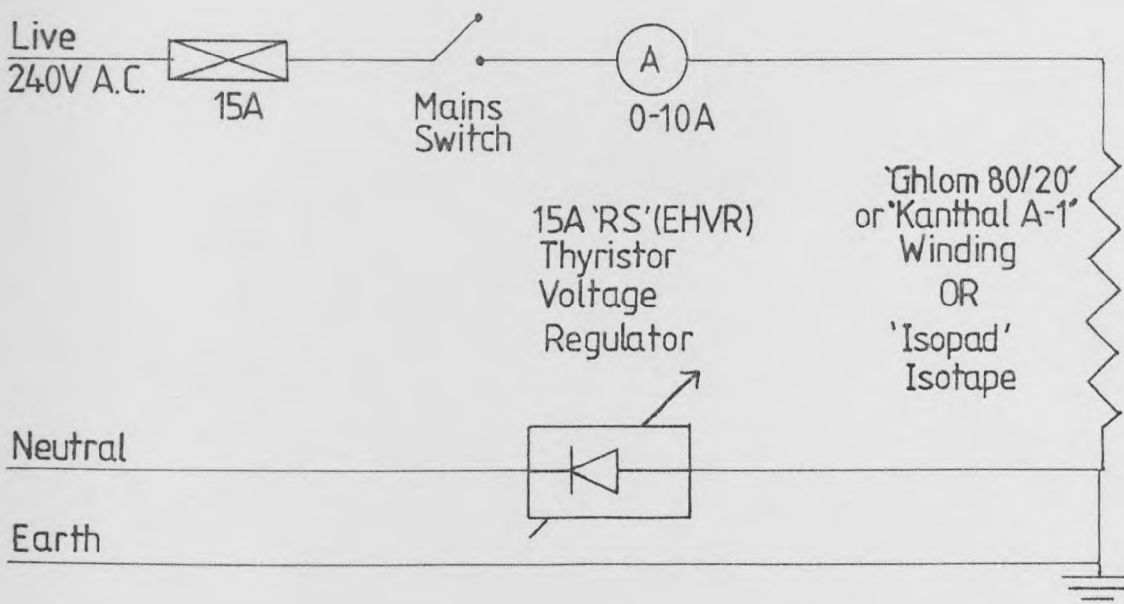 Live
240V A.C.
15A
Mains
Switch
A
0-10A
15A 'RS'(EHVR)
Thyristor
Voltage
Regulator
'Ghlom 80/20'
or 'Kanthal A-1'
Winding
OR
'Isopad'
Isotape
Neutral
Earth